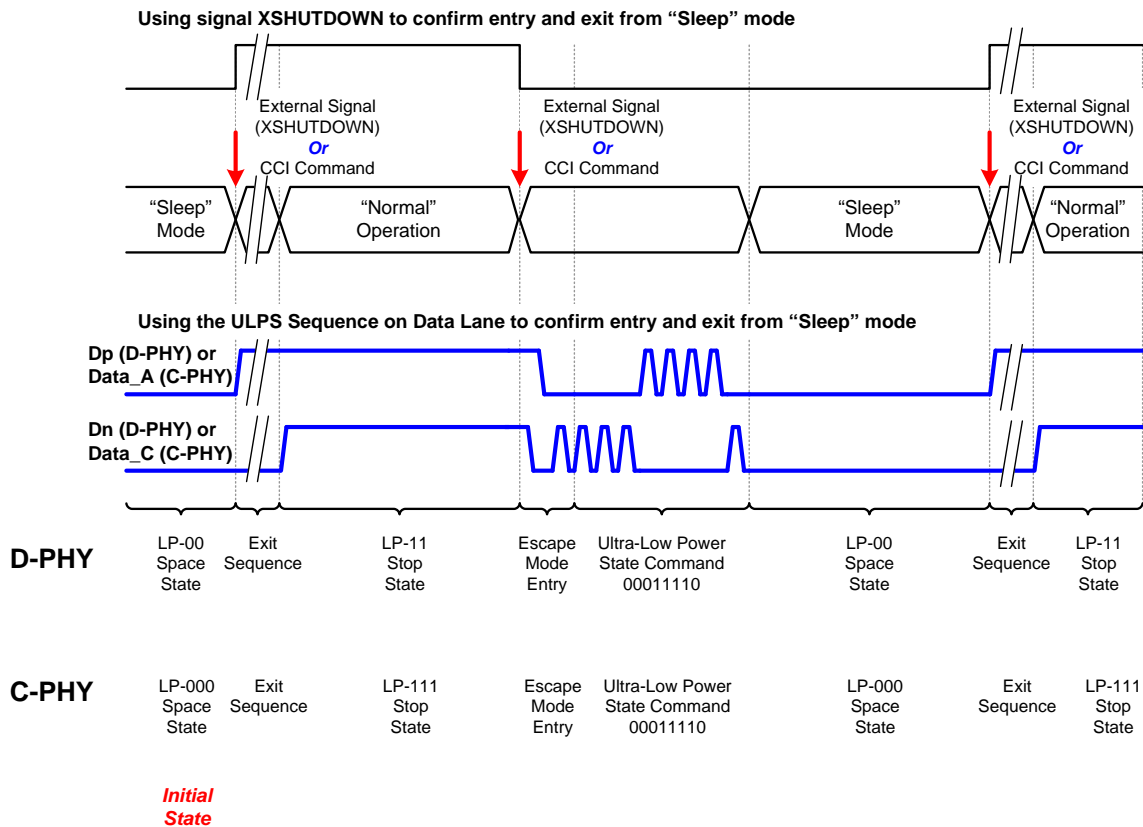 Using signal XSHUTDOWN to confirm entry and exit from “Sleep” mode
External Signal
(XSHUTDOWN)
Or
CCI Command
External Signal
(XSHUTDOWN)
Or
CCI Command
External Signal
(XSHUTDOWN)
Or
CCI Command
“Sleep”
Mode
“Normal”
Operation
“Sleep”
Mode
“Normal”
Operation
Using the ULPS Sequence on Data Lane to confirm entry and exit from “Sleep” mode
Dp (D-PHY) or
Data_A (C-PHY)
Dn (D-PHY) or
Data_C (C-PHY)
D-PHY
LP-00
Space
State
Exit
Sequence
LP-11
Stop
State
Escape
Mode
Entry
Ultra-Low Power
State Command
00011110
LP-00
Space
State
Exit
Sequence
LP-11
Stop
State
C-PHY
LP-000
Space
State
Exit
Sequence
LP-111
Stop
State
Escape
Mode
Entry
Ultra-Low Power
State Command
00011110
LP-000
Space
State
Exit
Sequence
LP-111
Stop
State
Initial
State